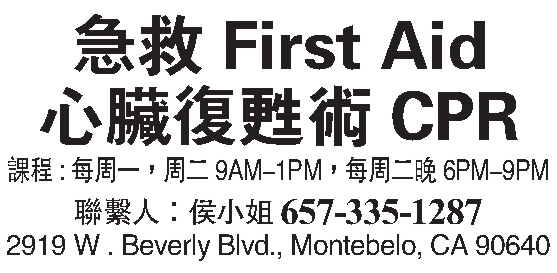 急救 First Aid
心臟復甦術 CPR
課程 : 每周一，周二 9AM–1PM，每周二晚 6PM–9PM
聯繫人：侯小姐 657-335-1287
2919 W . Beverly Blvd., Montebelo, CA 90640